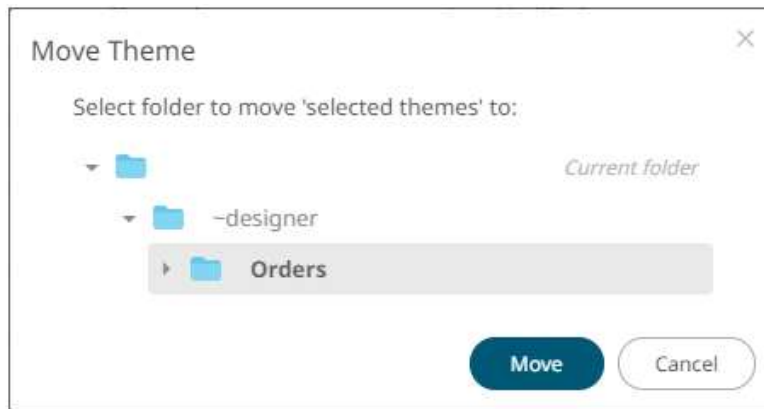 Move Theme
Select folder to move 'selected themes' to:
Current folder
~designer
Orders
Move Cancel